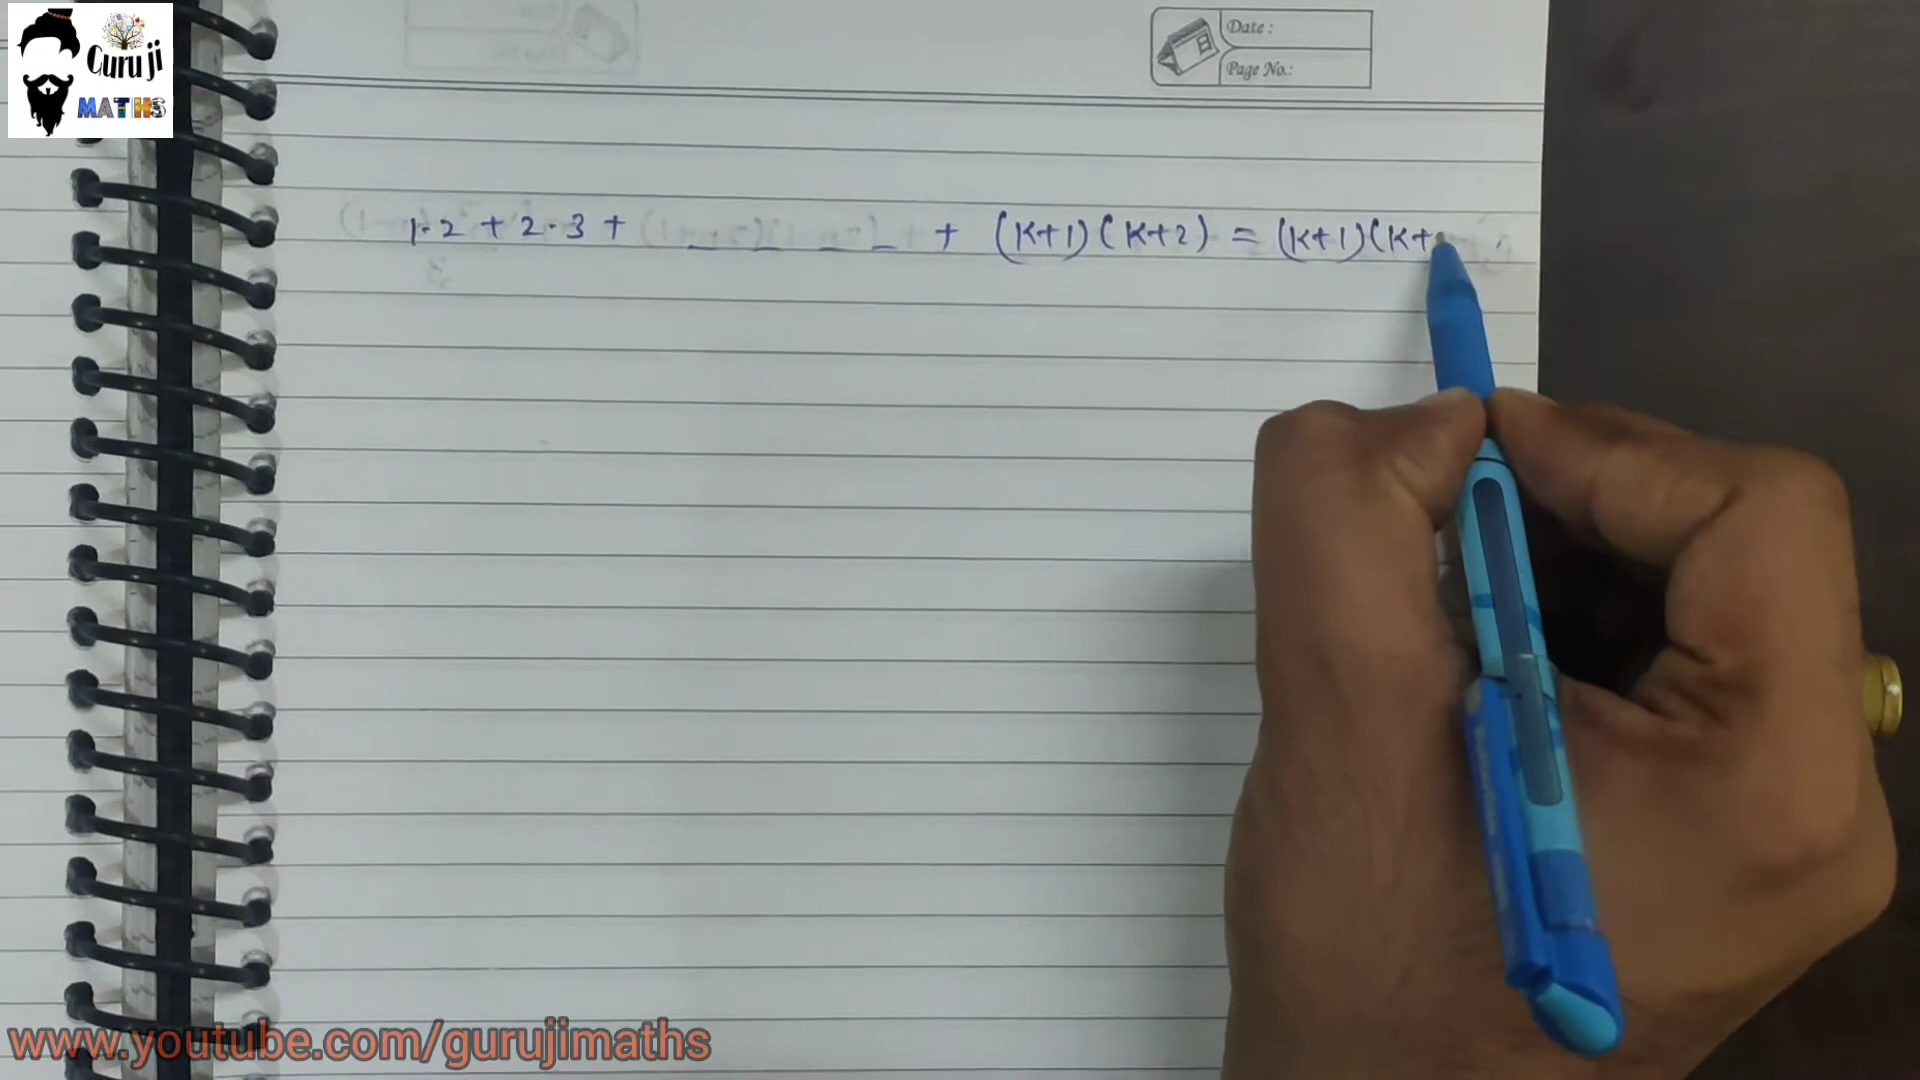 Guru ji
MATHS
Date :
Page No.:
1·2 + 2·3 + _ _ _ _ + (K+1)(K+2) = (K+1)(K+
www.youtube.com/gurujimaths